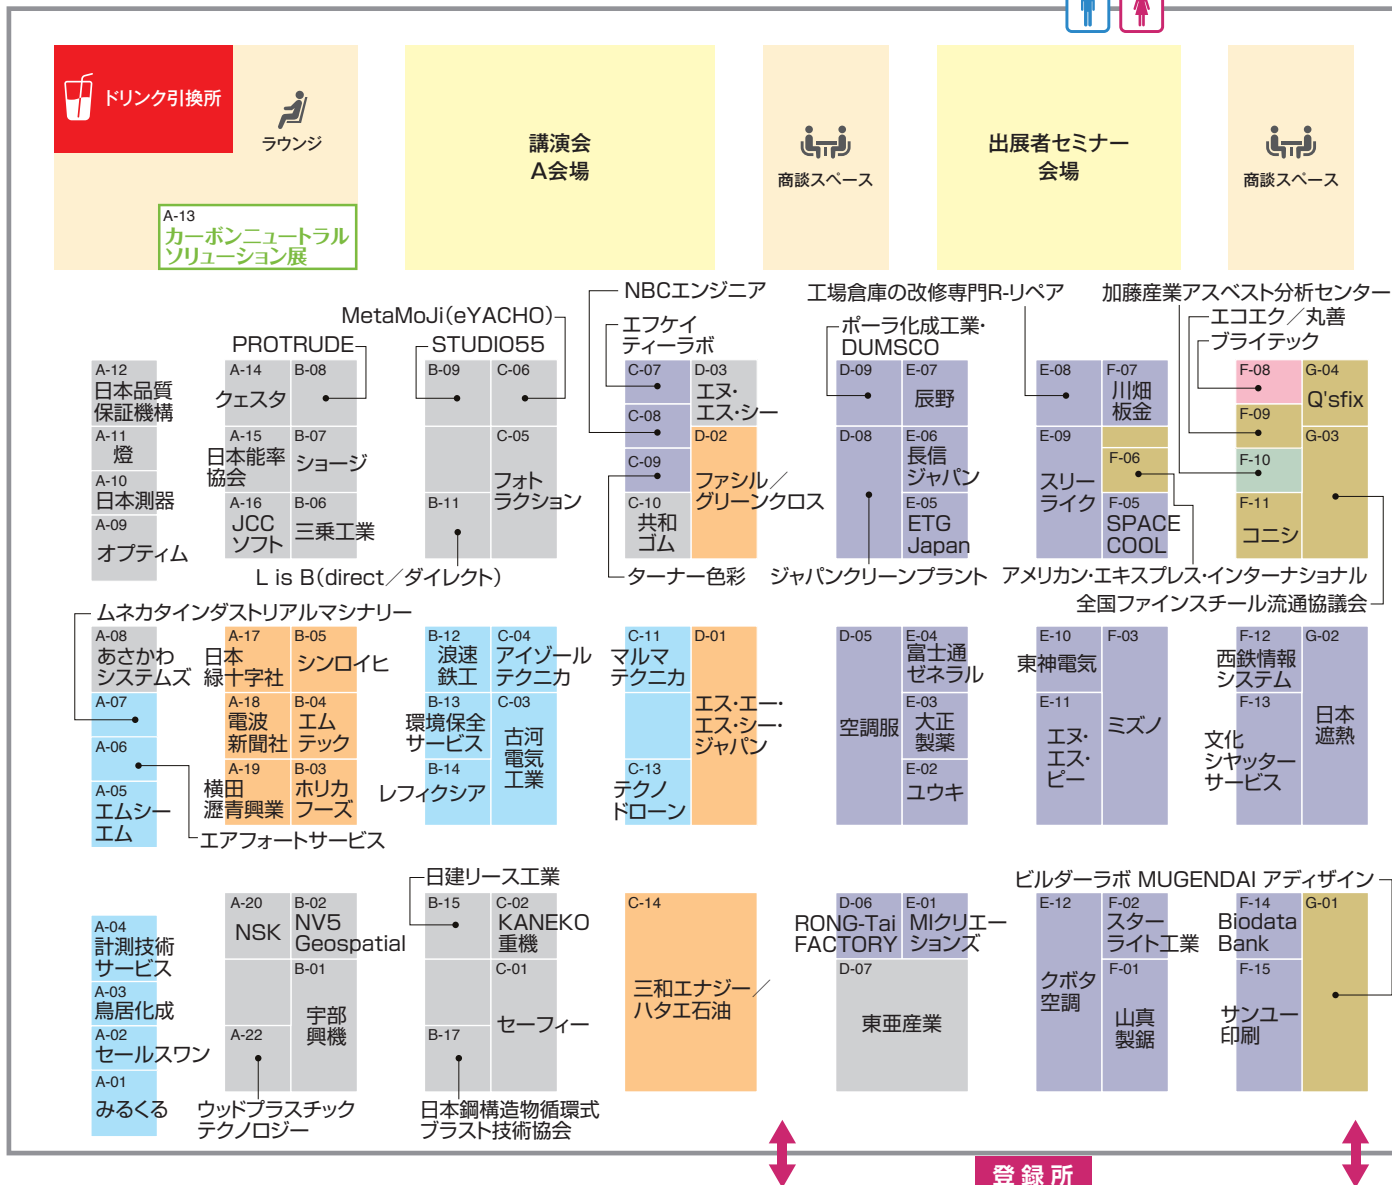 ドリンク引換所
ラウンジ
講演会
A会場
商談スペース
出展者セミナー
会場
商談スペース
A-13
カーボンニュートラル
ソリューション展
NBCエンジニア
工場倉庫の改修専門R-リペア
加藤産業アスベスト分析センター
MetaMoJi(eYACHO)
エフケイ
ティーラボ
ポーラ化成工業・
DUMSCO
エコエク／丸善
PROTRUDE
STUDIO55
ブライテック
A-12
日本品質
保証機構
A-11
燈
A-10
日本測器
A-09
オプティム
A-14
クェスタ
B-08
A-15
日本能率
協会
B-07
ショージ
A-16
JCC
ソフト
B-06
三乗工業
B-09
C-06
C-05
フォト
ラクション
B-11
L is B(direct／ダイレクト)
C-07
D-03
エヌ・
エス・シー
C-08
D-02
ファシル／
グリーンクロス
C-09
C-10
共和
ゴム
ターナー色彩
D-09
E-07
辰野
D-08
E-06
長信
ジャパン
E-05
ETG
Japan
ジャパンクリーンプラント
E-08
F-07
川畑
板金
E-09
スリー
ライク
F-06
F-05
SPACE
COOL
アメリカン・エキスプレス・インターナショナル
F-08
G-04
Q'sfix
F-09
G-03
F-10
F-11
コニシ
全国ファインスチール流通協議会
ムネカタインダストリアルマシナリー
A-08
あさかわ
システムズ
A-07
A-06
A-05
エムシー
エム
エアフォートサービス
A-17
日本
緑十字社
B-05
シンロイヒ
A-18
電波
新聞社
B-04
エム
テック
A-19
横田
瀝青興業
B-03
ホリカ
フーズ
B-12
浪速
鉄工
C-04
アイゾール
テクニカ
B-13
環境保全
サービス
C-03
古河
電気
工業
B-14
レフィクシア
C-11
マルマ
テクニカ
D-01
エス・エー・
エス・シー・
ジャパン
C-13
テクノ
ドローン
D-05
空調服
E-04
富士通
ゼネラル
E-03
大正
製薬
E-02
ユウキ
E-10
東神電気
F-03
ミズノ
E-11
エヌ・
エス・
ピー
F-12
西鉄情報
システム
G-02
日本
遮熱
F-13
文化
シヤッター
サービス
日建リース工業
ビルダーラボ MUGENDAI アディザイン
A-04
計測技術
サービス
A-03
鳥居化成
A-02
セールスワン
A-01
みるくる
A-20
NSK
B-02
NV5
Geospatial
B-01
宇部
興機
A-22
ウッドプラスチック
テクノロジー
B-15
C-02
KANEKO
重機
C-01
セーフィー
B-17
日本鋼構造物循環式
ブラスト技術協会
C-14
三和エナジー／
ハタエ石油
D-06
RONG-Tai
FACTORY
E-01
MIクリエー
ションズ
D-07
東亜産業
E-12
クボタ
空調
F-02
スター
ライト工業
F-01
山真
製鋸
F-14
Biodata
Bank
G-01
F-15
サンユー
印刷
登録所